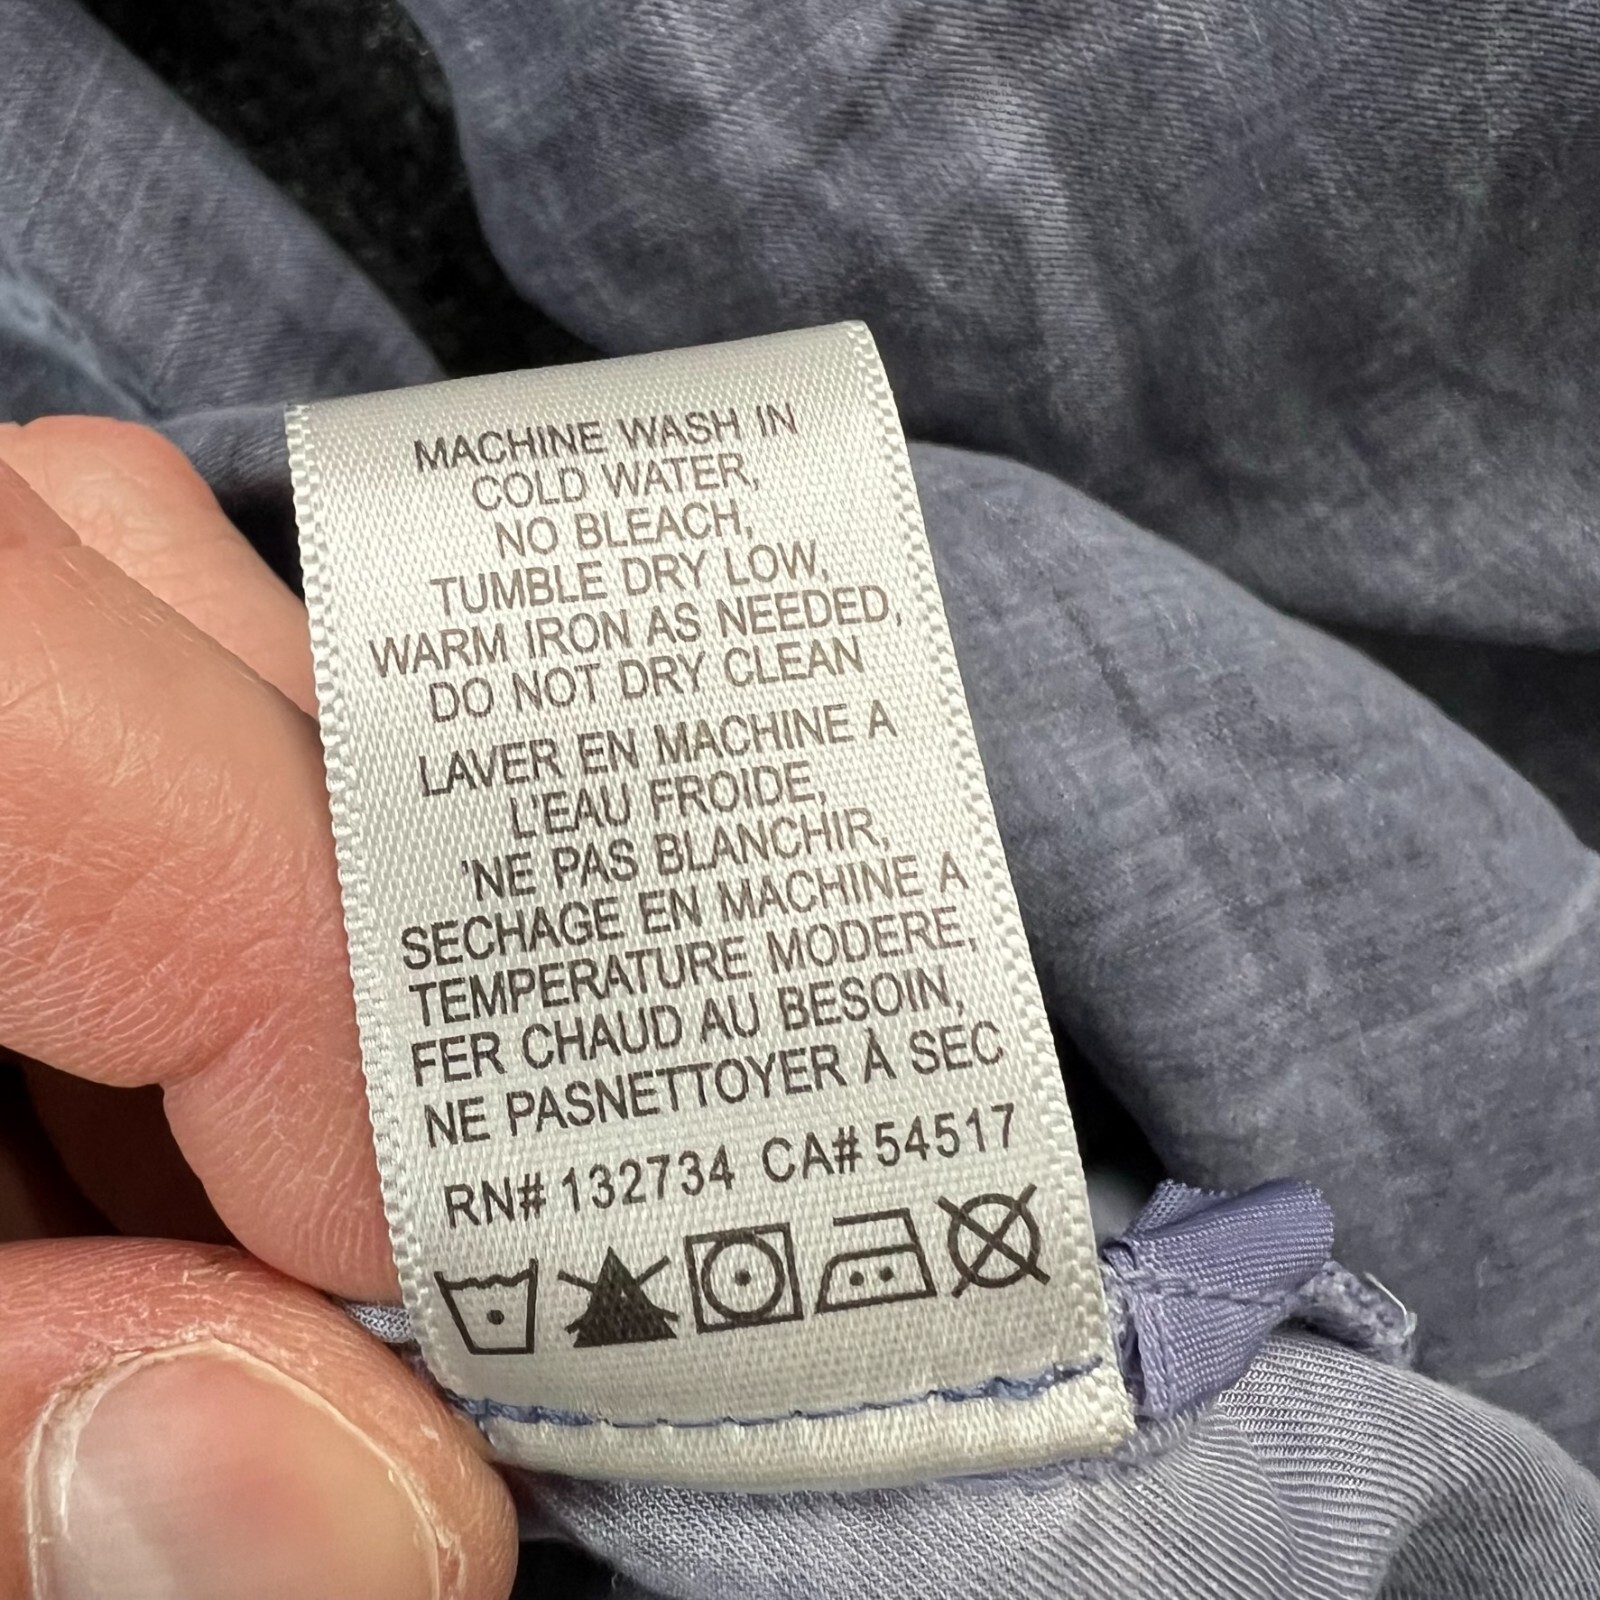 MACHINE WASH IN
COLD WATER,
NO BLEACH,
TUMBLE DRY LOW,
WARM IRON AS NEEDED,
DO NOT DRY CLEAN
LAVER EN MACHINE A
L'EAU FROIDE,
'NE PAS BLANCHIR,
SECHAGE EN MACHINE A
TEMPERATURE MODERE,
FER CHAUD AU BESOIN,
NE PASNETTOYER À SEC
RN# 132734 CA# 54517